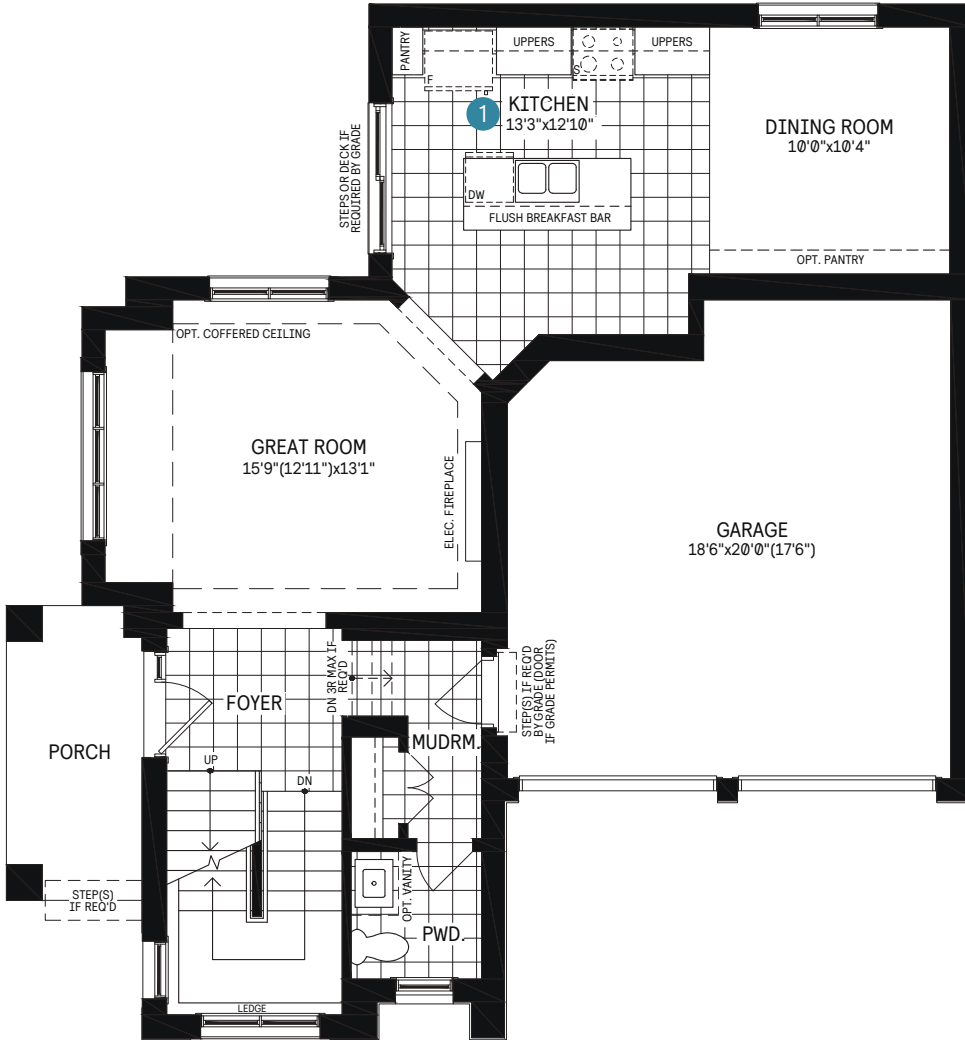 PANTRY
UPPERS
UPPERS
F
S
1
KITCHEN
13'3"x12'10"
DINING ROOM
10'0"x10'4"
STEPS OR DECK IF
REQUIRED BY GRADE
DW
FLUSH BREAKFAST BAR
OPT. PANTRY
OPT. COFFERED CEILING
GREAT ROOM
15'9"(12'11")x13'1"
ELEC. FIREPLACE
GARAGE
18'6"x20'0"(17'6")
DN 3R MAX IF
REQ'D
STEP(S) IF REQ'D
BY GRADE (DOOR
IF GRADE PERMITS)
FOYER
PORCH
MUDRM.
UP
DN
STEP(S)
IF REQ'D
OPT. VANITY
PWD.
LEDGE